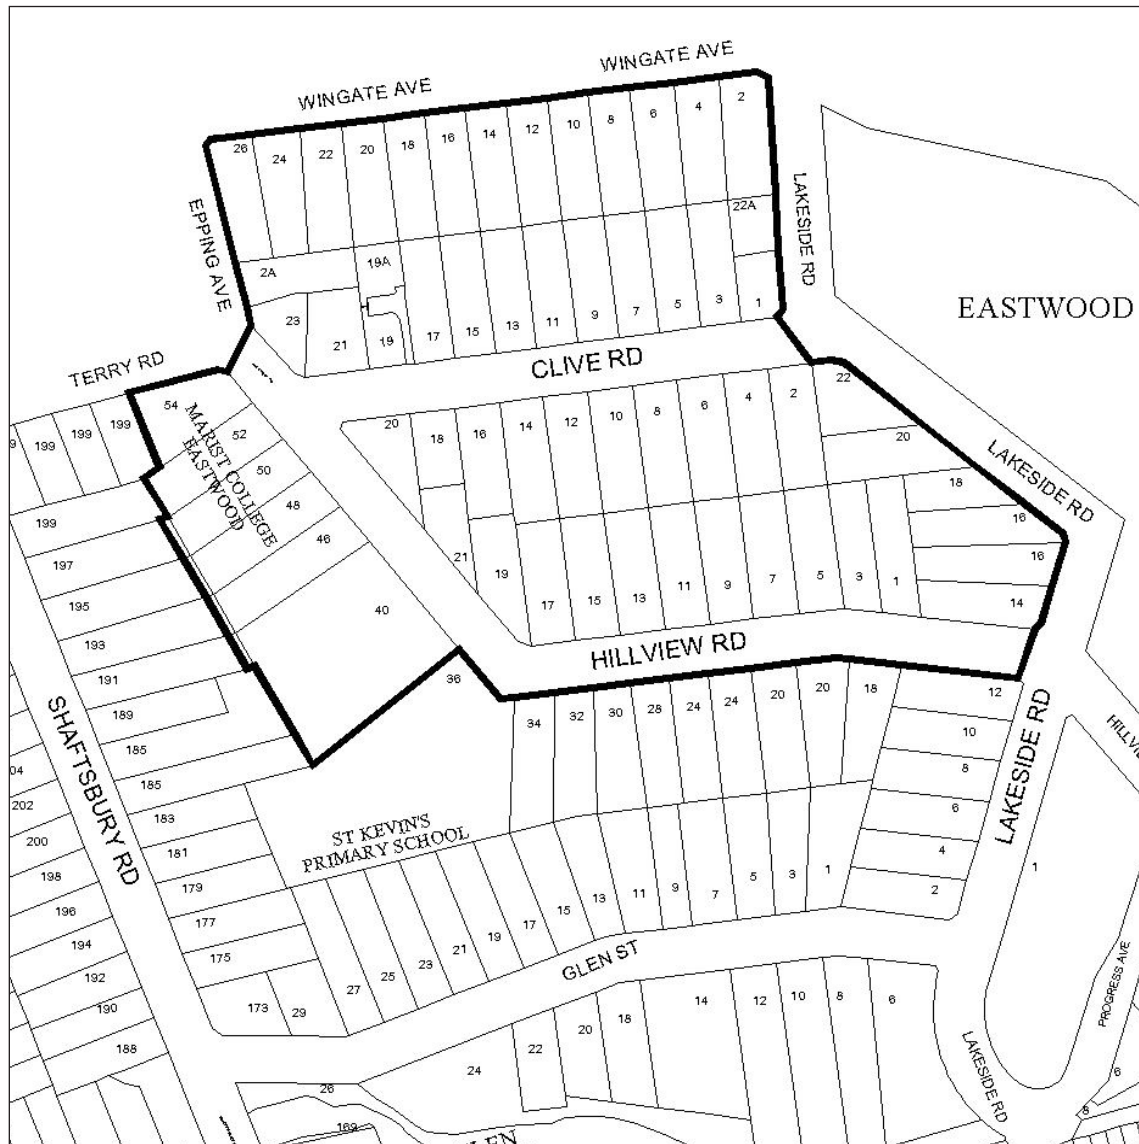 WINGATE AVE
WINGATE AVE
26 24 22 20 18 16 14 12 10 8 6 4 2
EPPING AVE
LAKESIDE RD
22A
2A
19A
23 21 19 17 15 13 11 9 7 5 3 1
EASTWOOD
CLIVE RD
TERRY RD
199 199 199
54 52 50 48 46 40
MARIST COLLEGE
EASTWOOD
20 18 16 14 12 10 8 6 4 2 22
20
18
16
16
14
LAKESIDE RD
21 19 17 15 13 11 9 7 5 3 1
HILLVIEW RD
199
197
195
193
191
189
185
185
183
181
179
177
175
173 29
SHAFTSBURY RD
36 34 32 30 28 24 24 20 20 18
12
10
8
6
4
2
LAKESIDE RD
1
ST KEVIN'S
PRIMARY SCHOOL
27 25 23 21 19 17 15 13 11 9 7 5 3 1
GLEN ST
202
200
198
196
194
192
190
188
26 24 22 20 18 14 12 10 8 6
LAKESIDE RD
PROGRESS AVE
6
8
169